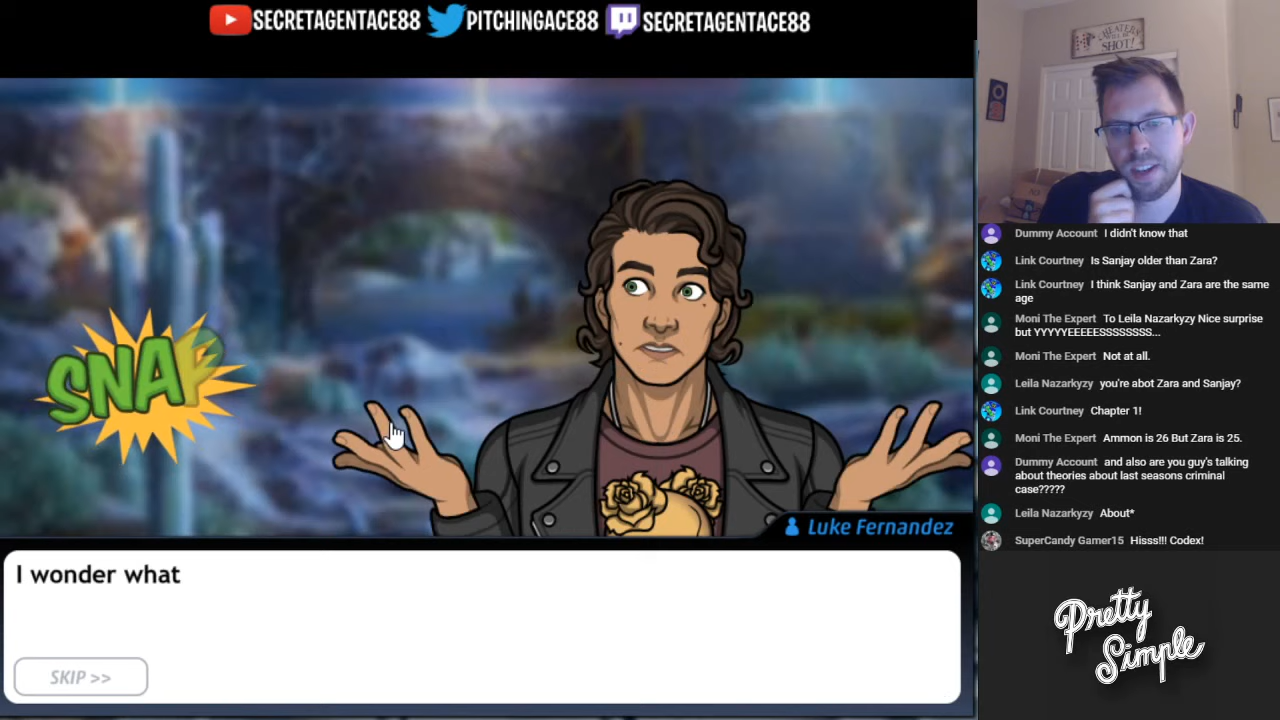 SECRETAGENTACE88 PITCHINGACE88 SECRETAGENTACE88
CHEATERS
WILL BE
SHOT!
SNAP
Luke Fernandez
I wonder what
SKIP >>
Dummy Account I didn't know that
Link Courtney Is Sanjay older than Zara?
Link Courtney I think Sanjay and Zara are the same
age
Moni The Expert To Leila Nazarkyzy Nice surprise
but YYYYYEEEEESSSSSSSS...
Moni The Expert Not at all.
Leila Nazarkyzy you're abot Zara and Sanjay?
Link Courtney Chapter 1!
Moni The Expert Ammon is 26 But Zara is 25.
Dummy Account and also are you guy's talking
about theories about last seasons criminal
case?????
Leila Nazarkyzy About*
SuperCandy Gamer15 Hisss!!! Codex!
Pretty
Simple